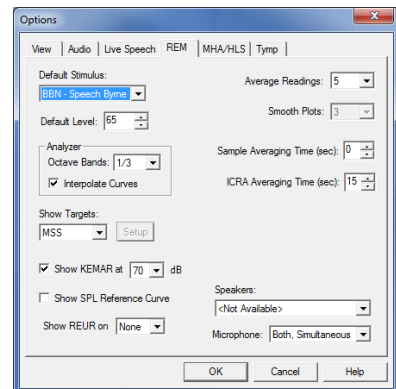 Options
View Audio Live Speech REM MHA/HLS Tymp
Default Stimulus:
BBN - Speech Byrne
Default Level: 65
Analyzer
Octave Bands: 1/3
Interpolate Curves
Show Targets:
MSS Setup
Show KEMAR at 70 dB
Show SPL Reference Curve
Show REUR on None
Average Readings: 5
Smooth Plots: 3
Sample Averaging Time (sec): 0
ICRA Averaging Time (sec): 15
Speakers:
<Not Available>
Microphone: Both, Simultaneous
OK Cancel Help